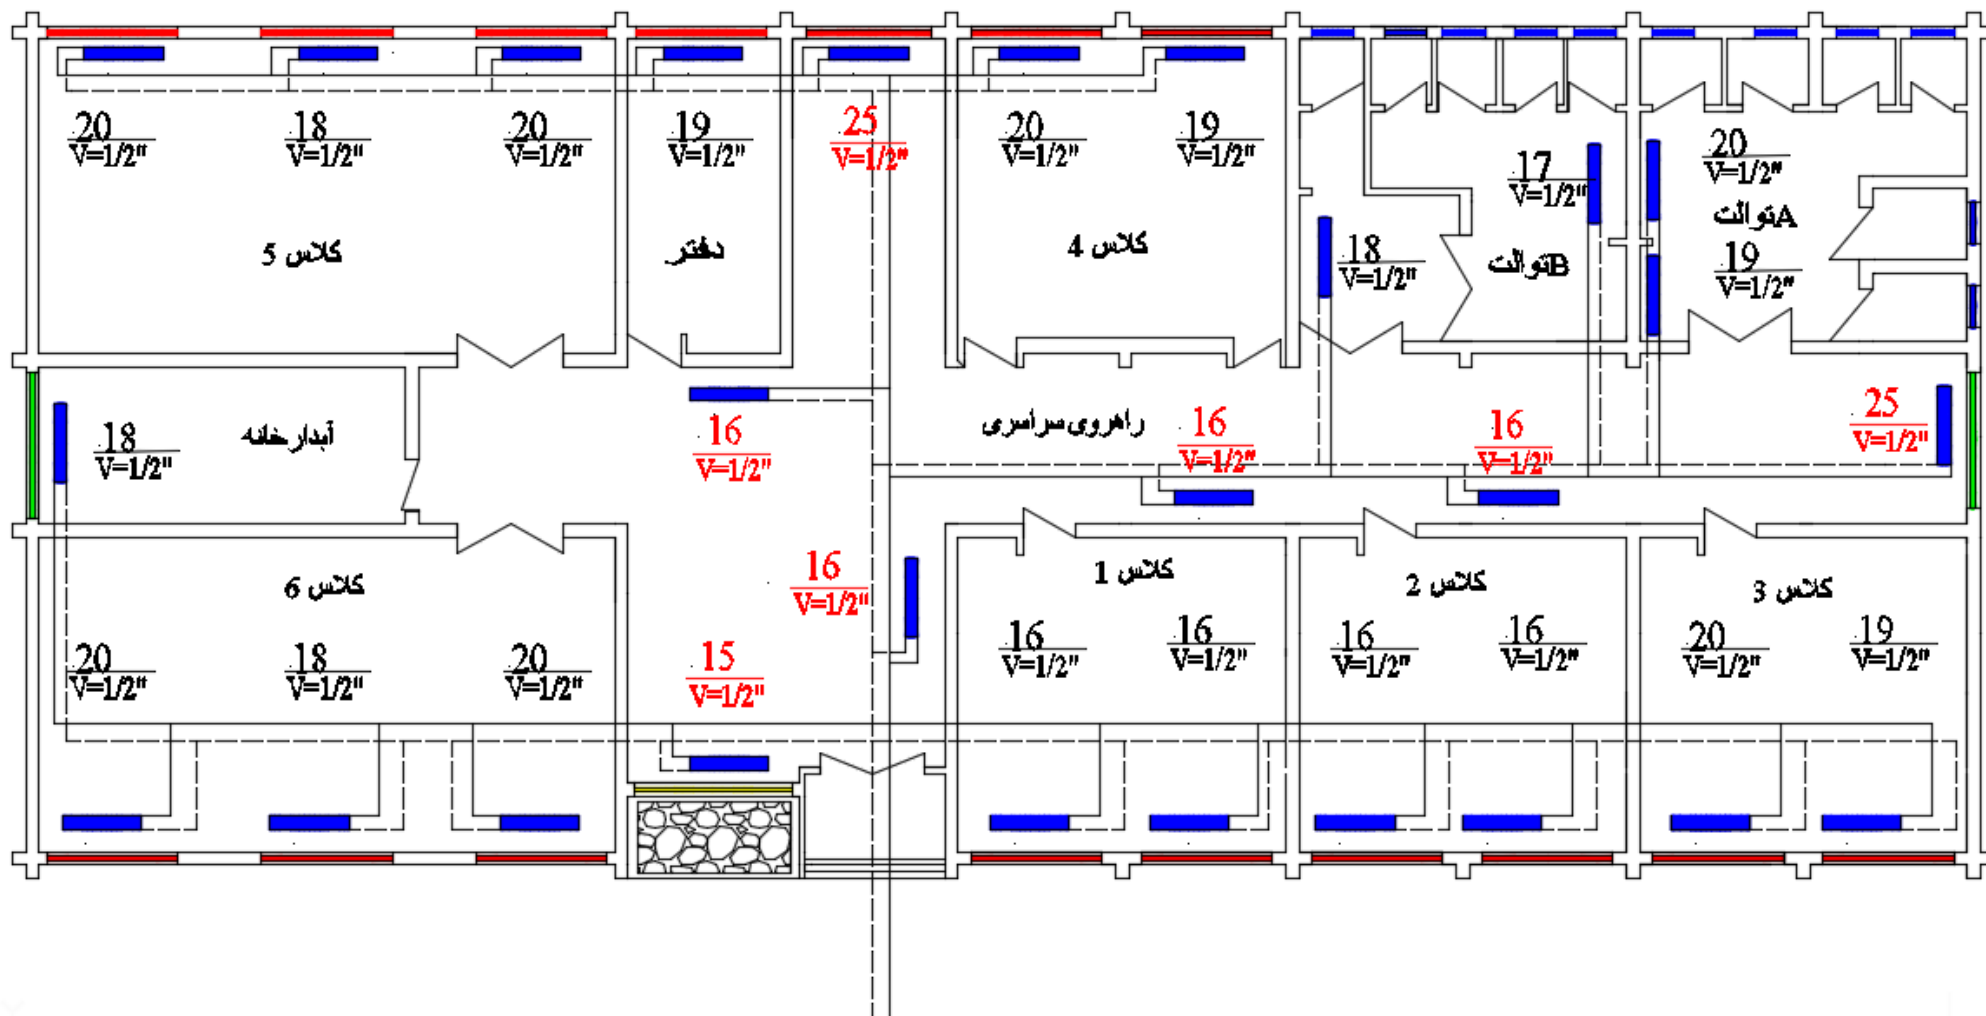 20
V=1/2"
18
V=1/2"
20
V=1/2"
19
V=1/2"
25
V=1/2"
20
V=1/2"
19
V=1/2"
17
V=1/2"
20
V=1/2"
کلاس 5
دفتر
کلاس 4
18
V=1/2"
توالت B
توالت A
19
V=1/2"
18
V=1/2"
آبدارخانه
16
V=1/2"
راهروی سراسری
16
V=1/2"
16
V=1/2"
25
V=1/2"
کلاس 6
16
V=1/2"
کلاس 1
کلاس 2
کلاس 3
20
V=1/2"
18
V=1/2"
20
V=1/2"
15
V=1/2"
16
V=1/2"
16
V=1/2"
16
V=1/2"
16
V=1/2"
20
V=1/2"
19
V=1/2"